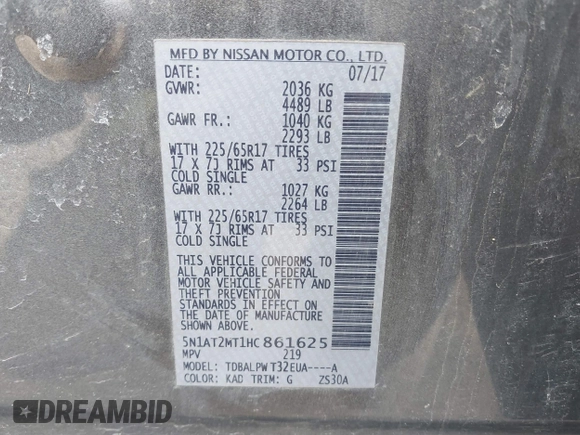 MFD BY NISSAN MOTOR CO., LTD.
DATE: 07/17
GVWR: 2036 KG
4489 LB
GAWR FR.: 1040 KG
2293 LB
WITH 225/65R17 TIRES
17 X 7J RIMS AT 33 PSI
COLD SINGLE
GAWR RR.: 1027 KG
2264 LB
WITH 225/65R17 TIRES
17 X 7J RIMS AT 33 PSI
COLD SINGLE
THIS VEHICLE CONFORMS TO
ALL APPLICABLE FEDERAL
MOTOR VEHICLE SAFETY AND
THEFT PREVENTION
STANDARDS IN EFFECT ON
THE DATE OF MANUFACTURE
SHOWN ABOVE.
5N1AT2MT1HC861625
MPV 219
MODEL: TDBALPWT32EUA----A
COLOR: KAD TRIM: G ZS30A
DREAMBID